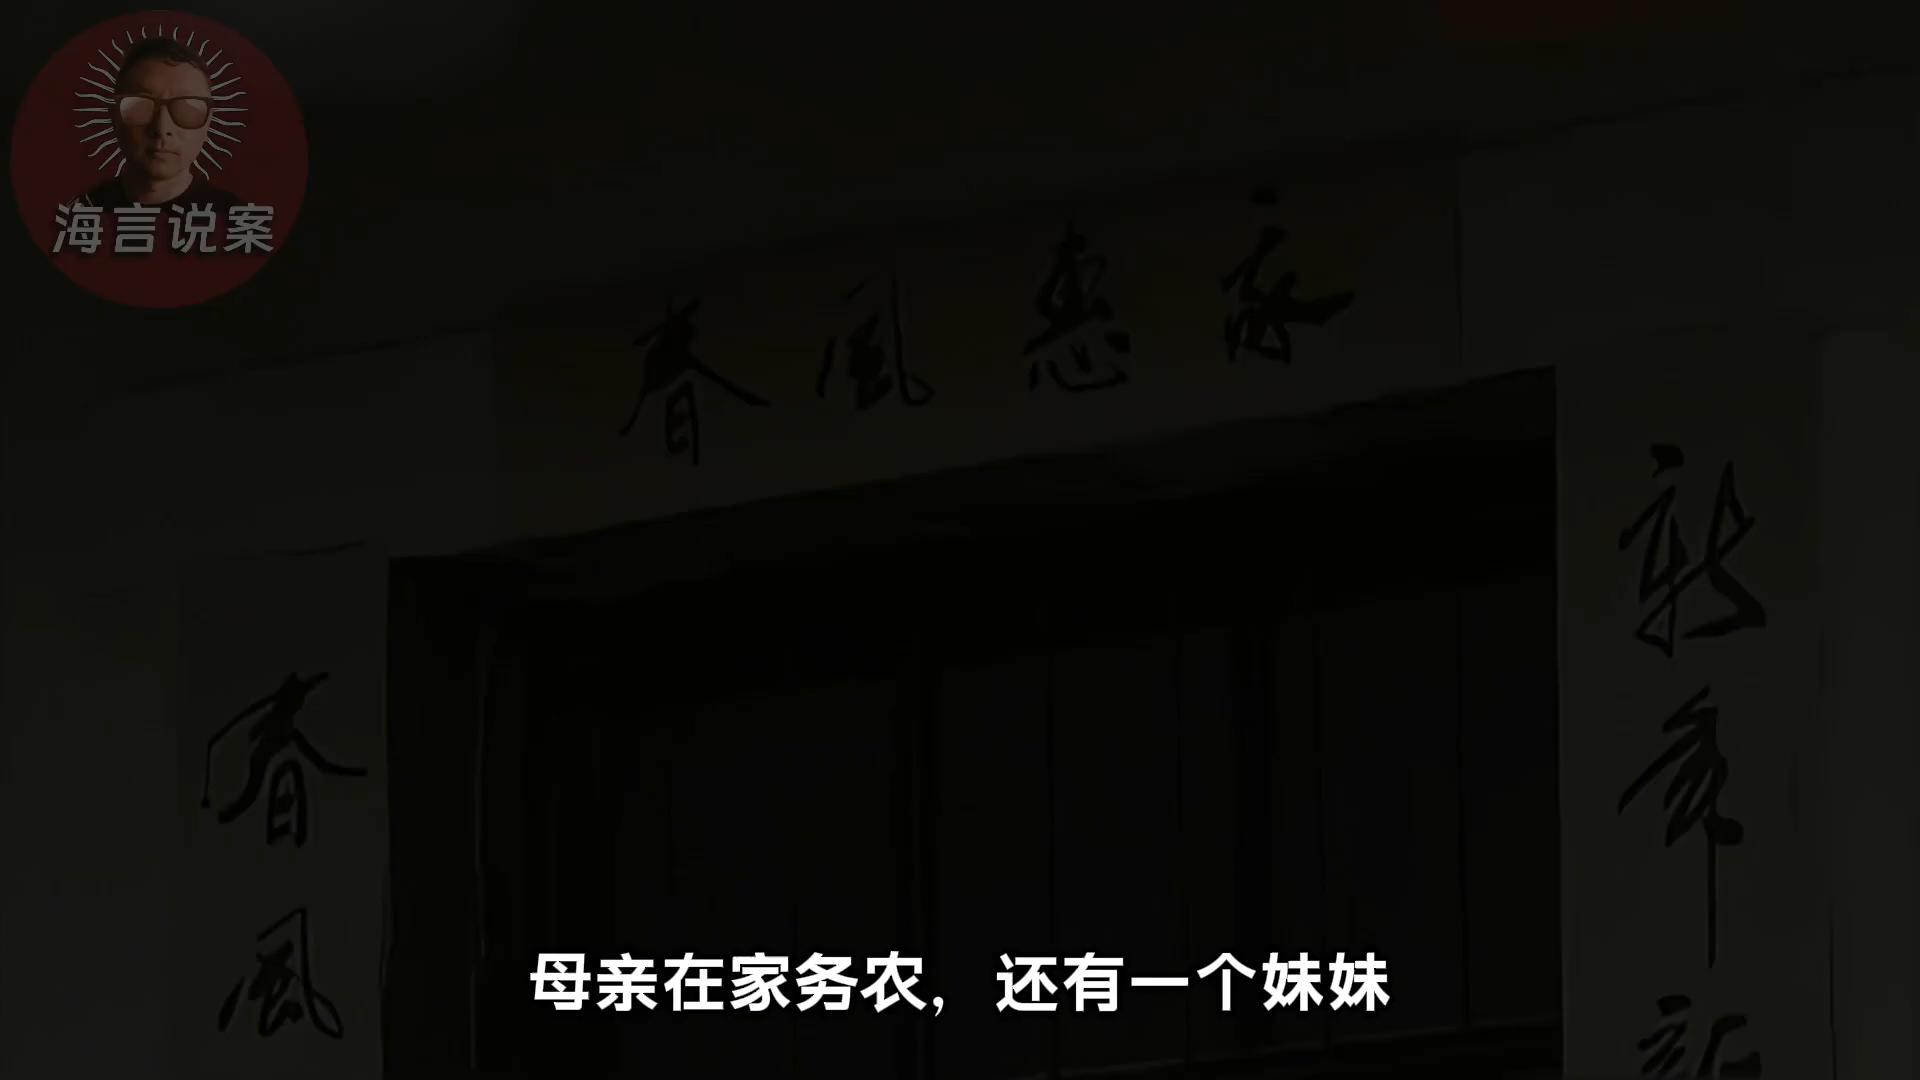 海言说案
春風惠
春風
新年
母亲在家务农，还有一个妹妹